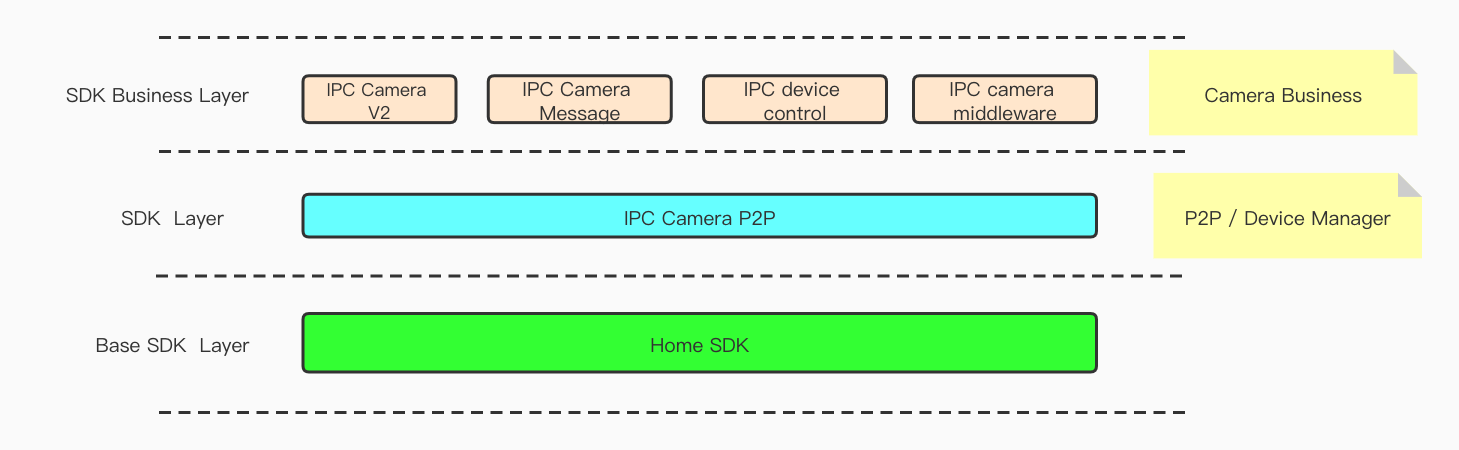 SDK Business Layer
IPC Camera
V2
IPC Camera
Message
IPC device
control
IPC camera
middleware
Camera Business
SDK  Layer
IPC Camera P2P
P2P / Device Manager
Base SDK  Layer
Home SDK